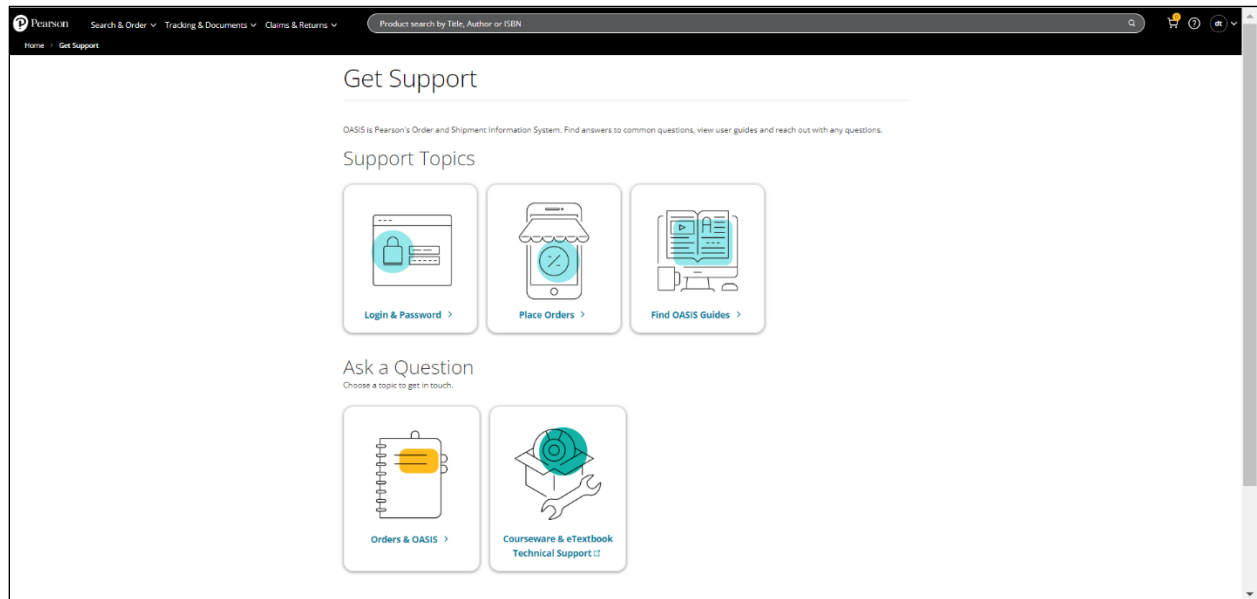 Pearson
Search & Order
Tracking & Documents
Claims & Returns
Product search by Title, Author or ISBN
dt
Home > Get Support
Get Support
OASIS is Pearson's Order and Shipment Information System. Find answers to common questions, view user guides and reach out with any questions.
Support Topics
Login & Password >
Place Orders >
Find OASIS Guides >
Ask a Question
Choose a topic to get in touch.
Orders & OASIS >
Courseware & eTextbook
Technical Support